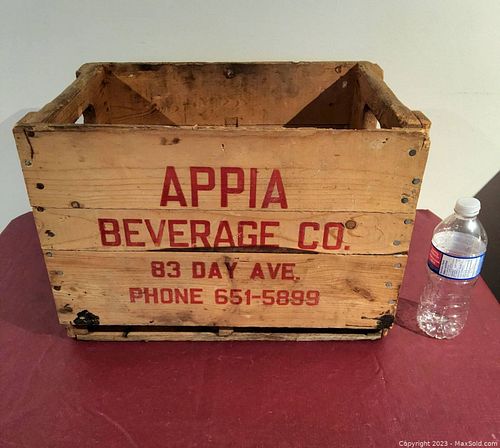 APPIA
BEVERAGE CO.
83 DAY AVE.
PHONE 651-5899
Copyright 2023 - MaxSold.com